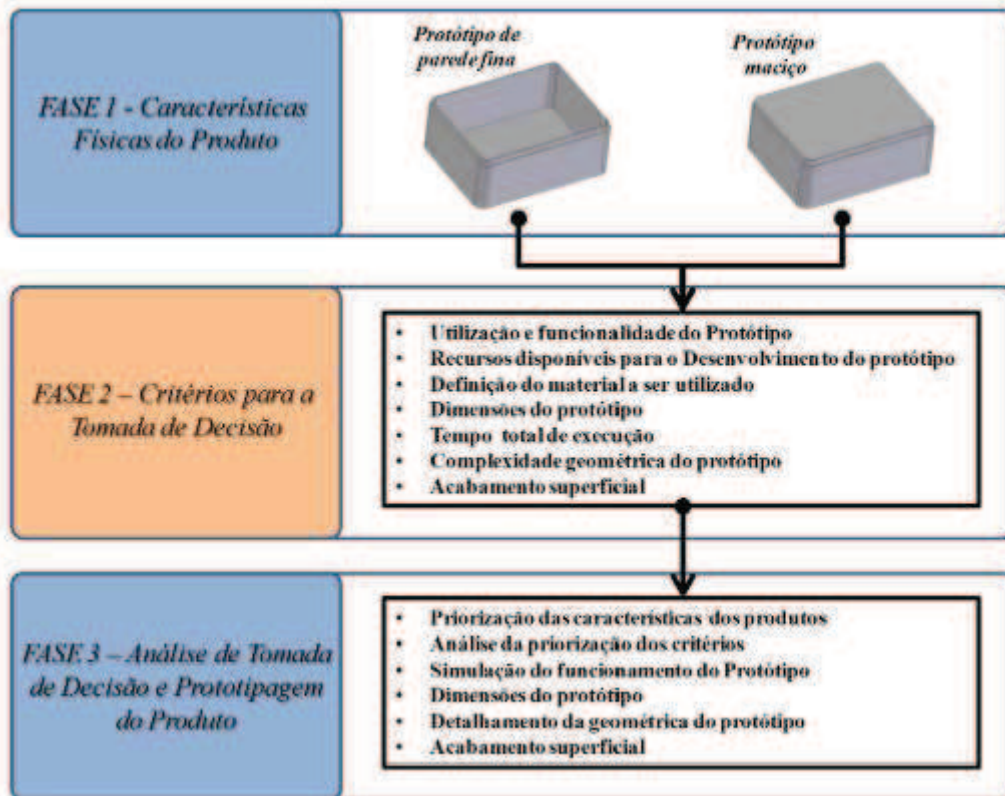 FASE 1 - Características
Físicas do Produto
Protótipo de
parede fina
Protótipo
maciço
FASE 2 – Critérios para a
Tomada de Decisão
• Utilização e funcionalidade do Protótipo
• Recursos disponíveis para o Desenvolvimento do protótipo
• Definição do material a ser utilizado
• Dimensões do protótipo
• Tempo total de execução
• Complexidade geométrica do protótipo
• Acabamento superficial
FASE 3 – Análise de Tomada
de Decisão e Prototipagem
do Produto
• Priorização das características dos produtos
• Análise da priorização dos critérios
• Simulação do funcionamento do Protótipo
• Dimensões do protótipo
• Detalhamento da geométrica do protótipo
• Acabamento superficial